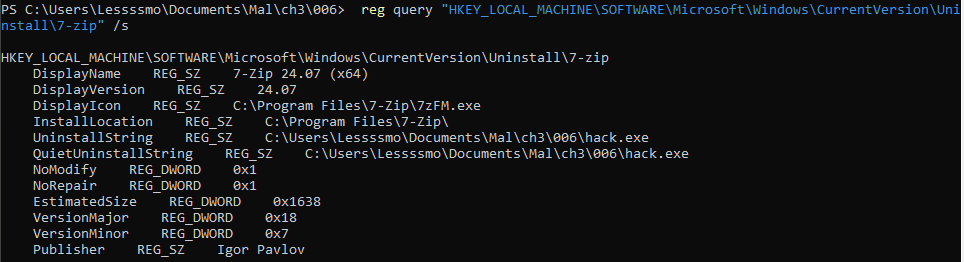 PS C:\Users\Lessssmo\Documents\Mal\ch3\006> reg query "HKEY_LOCAL_MACHINE\SOFTWARE\Microsoft\Windows\CurrentVersion\Uni
nstall\7-zip" /s
HKEY_LOCAL_MACHINE\SOFTWARE\Microsoft\Windows\CurrentVersion\Uninstall\7-zip
DisplayName REG_SZ 7-Zip 24.07 (x64)
DisplayVersion REG_SZ 24.07
DisplayIcon REG_SZ C:\Program Files\7-Zip\7zFM.exe
InstallLocation REG_SZ C:\Program Files\7-Zip\
UninstallString REG_SZ C:\Users\Lessssmo\Documents\Mal\ch3\006\hack.exe
QuietUninstallString REG_SZ C:\Users\Lessssmo\Documents\Mal\ch3\006\hack.exe
NoModify REG_DWORD 0x1
NoRepair REG_DWORD 0x1
EstimatedSize REG_DWORD 0x1638
VersionMajor REG_DWORD 0x18
VersionMinor REG_DWORD 0x7
Publisher REG_SZ Igor Pavlov